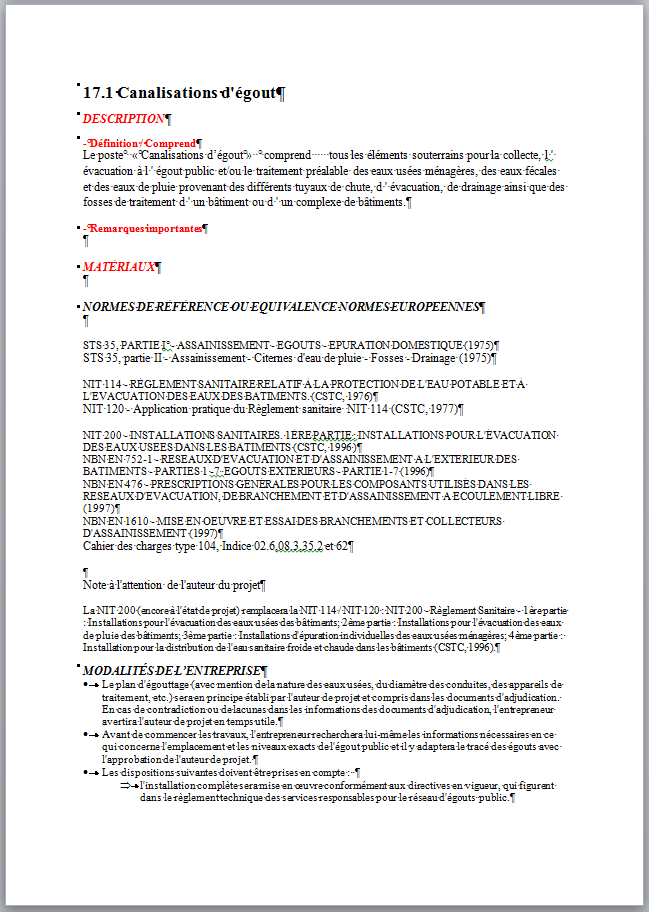 17.1 Canalisations d'égout¶
DESCRIPTION¶
- Définition / Comprend¶
Le poste° «°Canalisations d'égout°» ° comprend tous les éléments souterrains pour la collecte, l'
évacuation à l' égout public et/ou le traitement préalable des eaux usées ménagères, des eaux fécales
et des eaux de pluie provenant des différents tuyaux de chute, d' évacuation, de drainage ainsi que des
fosses de traitement d' un bâtiment ou d' un complexe de bâtiments.¶
- Remarques importantes¶
¶
MATÉRIAUX¶
¶
NORMES DE RÉFÉRENCE OU EQUIVALENCE NORMES EUROPEENNES¶
¶
STS 35, PARTIE I° - ASSAINISSEMENT - EGOUTS - EPURATION DOMESTIQUE (1975)¶
STS 35, partie II - Assainissement - Citernes d'eau de pluie - Fosses - Drainage (1975)¶
NIT 114 - RÈGLEMENT SANITAIRE RELATIF À LA PROTECTION DE L'EAU POTABLE ET À
L'EVACUATION DES EAUX DES BATIMENTS. (CSTC, 1976)
NIT 120 - Application pratique du Règlement sanitaire NIT 114 (CSTC, 1977)¶
NIT 200 - INSTALLATIONS SANITAIRES. 1ÈRE PARTIE : INSTALLATIONS POUR L'ÉVACUATION
DES EAUX USEES DANS LES BATIMENTS (CSTC, 1996)¶
NBN EN 752-1 - RESEAUX D'EVACUATION ET D'ASSAINISSEMENT A L'EXTERIEUR DES
BATIMENTS - PARTIES 1 - 7 - EGOUTS EXTERIEURS - PARTIE 1-7 (1996)¶
NBN EN 476 - PRESCRIPTIONS GÉNÉRALES POUR LES COMPOSANTS UTILISÉS DANS LES
RESEAUX D'EVACUATION, DE BRANCHEMENT ET D'ASSAINISSEMENT A ECOULEMENT LIBRE
(1997)¶
NBN EN 1610 - MISE EN OEUVRE ET ESSAI DES BRANCHEMENTS ET COLLECTEURS
D'ASSAINISSEMENT (1997)¶
Cahier des charges type 104, Indice 02.6,08.3,35.2 et 62¶
¶
Note à l'attention de l'auteur du projet¶
La NIT 200 (encore à l'état de projet) remplacera la NIT 114 / NIT 120 : NIT 200 - Règlement Sanitaire - 1ère partie
: Installations pour l'évacuation des eaux usées des bâtiments; 2ème partie : Installations pour l'évacuation des eaux
de pluie des bâtiments; 3ème partie : Installations d'épuration individuelles des eaux usées ménagères; 4ème partie :
Installation pour la distribution de l'eau sanitaire froide et chaude dans les bâtiments (CSTC, 1996).¶
MODALITÉS DE L'ENTREPRISE¶
• → Le plan d'égouttage (avec mention de la nature des eaux usées, du diamètre des conduites, des appareils de
traitement, etc.) sera en principe établi par l'auteur de projet et compris dans les documents d'adjudication.
En cas de contradiction ou de lacunes dans les informations des documents d'adjudication, l'entrepreneur
avertira l'auteur de projet en temps utile.¶
• → Avant de commencer les travaux, l'entrepreneur recherchera lui-même les informations nécessaires en ce
qui concerne l'emplacement et les niveaux exacts de l'égout public et il y adaptera le tracé des égouts avec
l'approbation de l'auteur de projet.¶
• → Les dispositions suivantes doivent être prises en compte : ¶
⇒ → l'installation complète sera mise en œuvre conformément aux directives en vigueur, qui figurent
dans le règlement technique des services responsables pour le réseau d'égouts public.¶